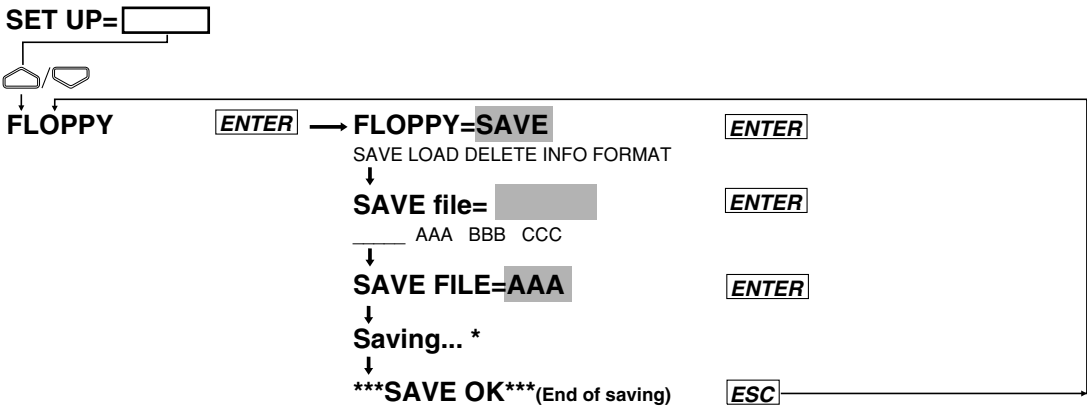 SET UP=
/
FLOPPY ENTER FLOPPY=SAVE ENTER
SAVE LOAD DELETE INFO FORMAT
SAVE file= ENTER
_____ AAA BBB CCC
SAVE FILE=AAA ENTER
Saving... *
***SAVE OK***(End of saving) ESC